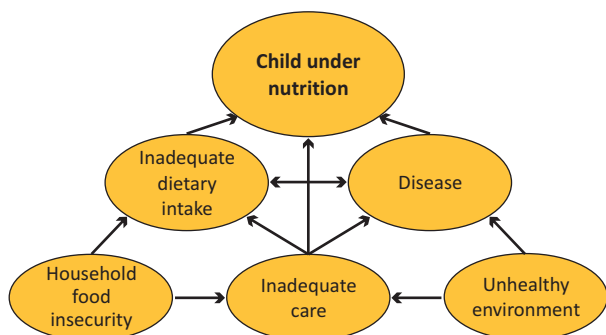 Child under
nutrition
Inadequate
dietary
intake
Disease
Household
food
insecurity
Inadequate
care
Unhealthy
environment